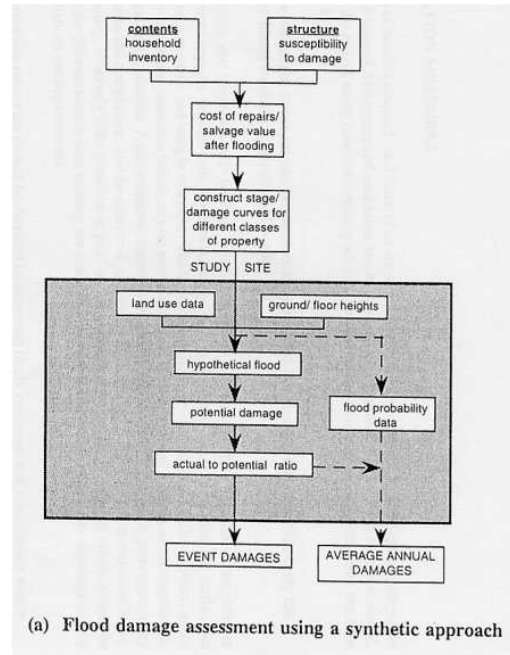 contents
household
inventory
structure
susceptibility
to damage
cost of repairs/
salvage value
after flooding
construct stage/
damage curves for
different classes
of property
STUDY SITE
land use data
ground/ floor heights
hypothetical flood
potential damage
flood probability
data
actual to potential ratio
EVENT DAMAGES
AVERAGE ANNUAL
DAMAGES
(a) Flood damage assessment using a synthetic approach